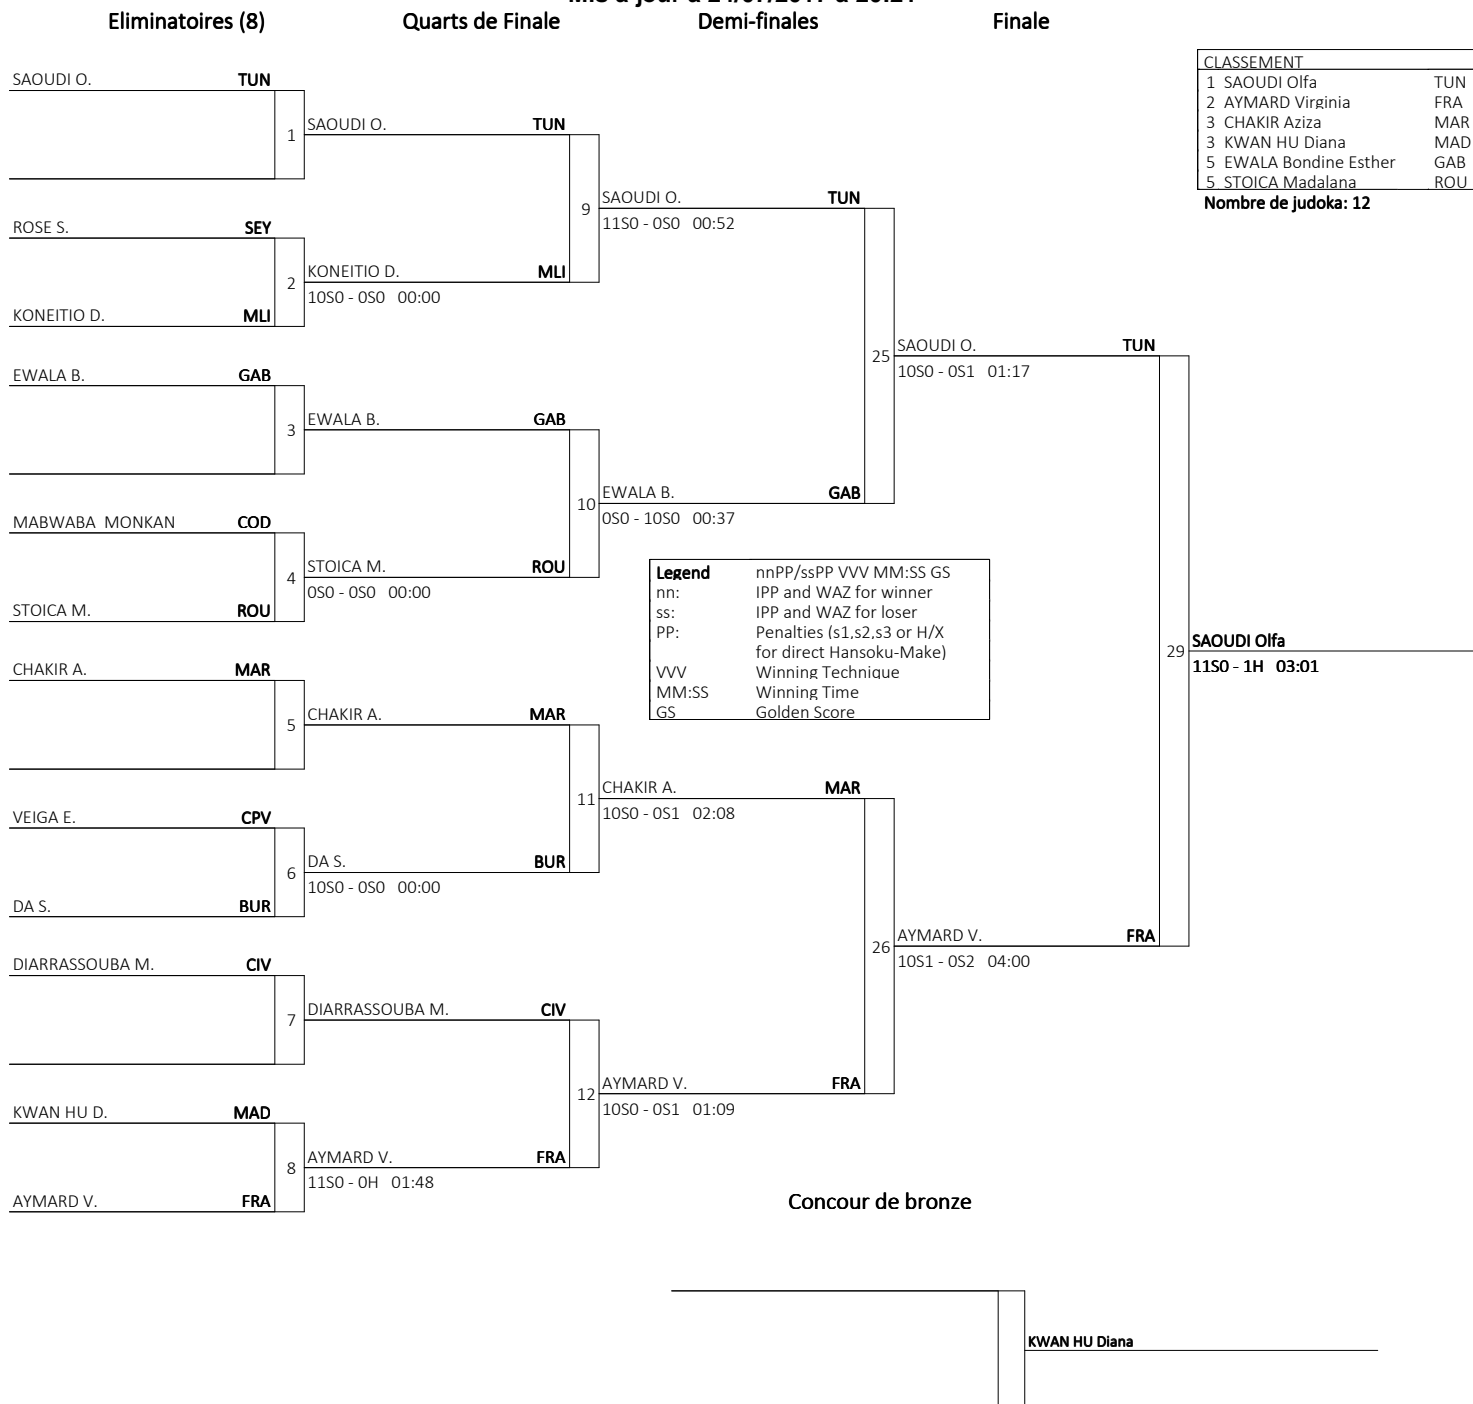 Eliminatoires (8) Quarts de Finale Demi-finales Finale
CLASSEMENT
1 SAOUDI Olfa TUN
2 AYMARD Virginia FRA
3 CHAKIR Aziza MAR
3 KWAN HU Diana MAD
5 EWALA Bondine Esther GAB
5 STOICA Madalana ROU
Nombre de judoka: 12
SAOUDI O. TUN
1
ROSE S. SEY
2
KONEITIO D. MLI
EWALA B. GAB
3
MABWABA MONKAN COD
4
STOICA M. ROU
CHAKIR A. MAR
5
VEIGA E. CPV
6
DA S. BUR
DIARRASSOUBA M. CIV
7
KWAN HU D. MAD
8
AYMARD V. FRA
SAOUDI O. TUN
9
KONEITIO D. MLI
10S0 - 0S0 00:00
EWALA B. GAB
10
STOICA M. ROU
0S0 - 0S0 00:00
CHAKIR A. MAR
11
DA S. BUR
10S0 - 0S0 00:00
DIARRASSOUBA M. CIV
12
AYMARD V. FRA
11S0 - 0H 01:48
SAOUDI O. TUN
11S0 - 0S0 00:52
25
EWALA B. GAB
0S0 - 10S0 00:37
Legend nnPP/ssPP VVV MM:SS GS
nn: IPP and WAZ for winner
ss: IPP and WAZ for loser
PP: Penalties (s1,s2,s3 or H/X
for direct Hansoku-Make)
VVV Winning Technique
MM:SS Winning Time
GS Golden Score
CHAKIR A. MAR
10S0 - 0S1 02:08
26
AYMARD V. FRA
10S0 - 0S1 01:09
SAOUDI O. TUN
10S0 - 0S1 01:17
29
AYMARD V. FRA
10S1 - 0S2 04:00
SAOUDI Olfa
11S0 - 1H 03:01
Concour de bronze
KWAN HU Diana